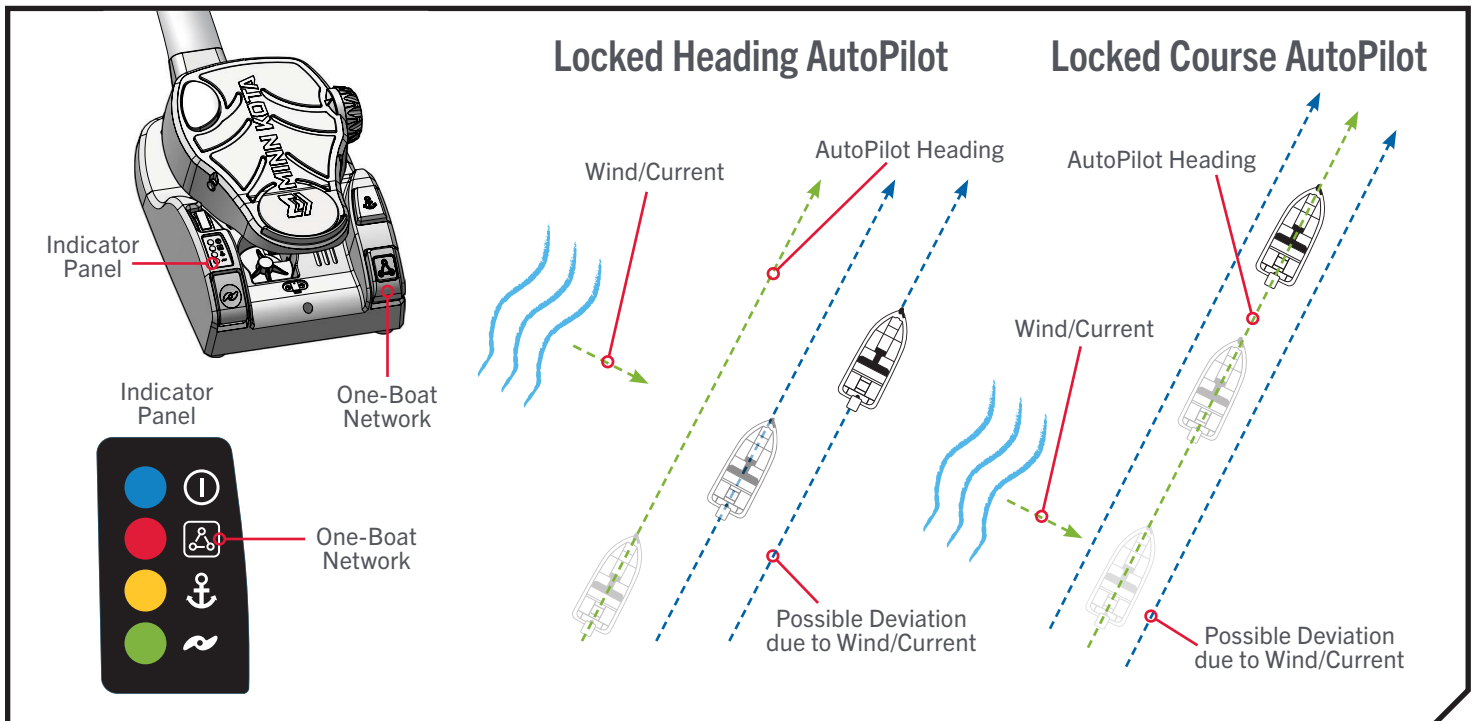 MINN KOTA
Indicator
Panel
One-Boat
Network
Indicator
Panel
One-Boat
Network
Locked Heading AutoPilot
Wind/Current
AutoPilot Heading
Possible Deviation
due to Wind/Current
Locked Course AutoPilot
AutoPilot Heading
Wind/Current
Possible Deviation
due to Wind/Current